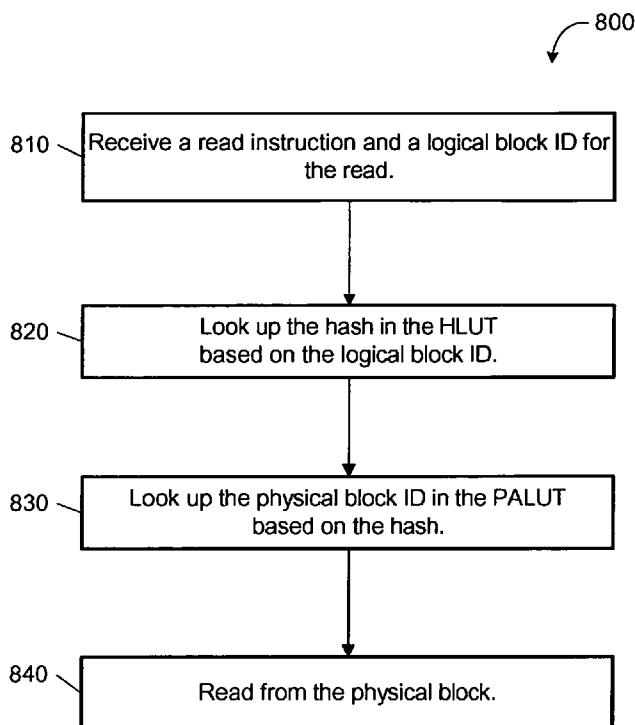 800
810
Receive a read instruction and a logical block ID for
the read.
820
Look up the hash in the HLUT
based on the logical block ID.
830
Look up the physical block ID in the PALUT
based on the hash.
840
Read from the physical block.